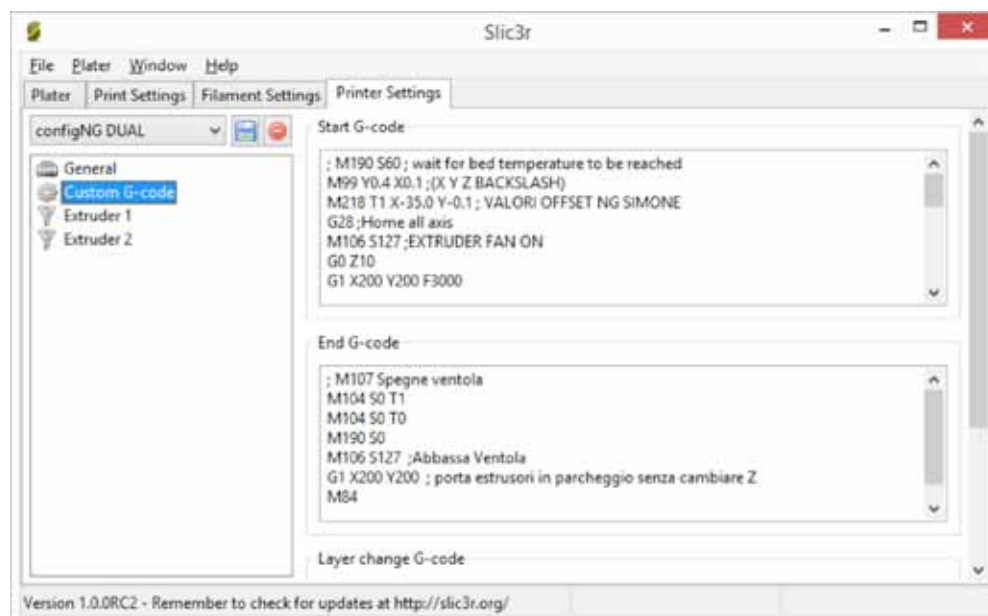 Slic3r
File Plater Window Help
Plater Print Settings Filament Settings Printer Settings
configNG DUAL
General
Custom G-code
Extruder 1
Extruder 2
Start G-code
; M190 S60 ; wait for bed temperature to be reached
M99 Y0.4 X0.1 ;(X Y Z BACKSLASH)
M218 T1 X-35.0 Y-0.1 ; VALORI OFFSET NG SIMONE
G28 ;Home all axis
M106 S127 ;EXTRUDER FAN ON
G0 Z10
G1 X200 Y200 F3000
End G-code
; M107 Spegne ventola
M104 S0 T1
M104 S0 T0
M190 S0
M106 S127 ;Abbassa Ventola
G1 X200 Y200 ; porta estrusori in parcheggio senza cambiare Z
M84
Layer change G-code
Version 1.0.0RC2 - Remember to check for updates at http://slic3r.org/